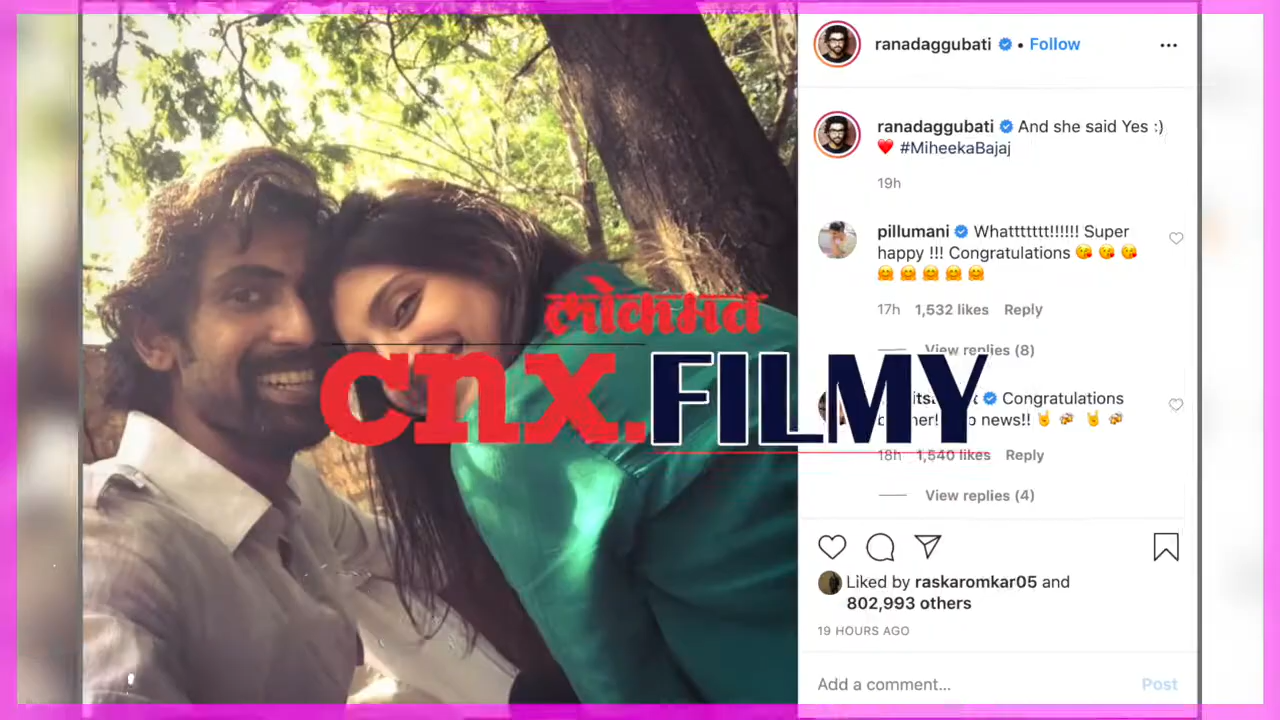 ranadaggubati • Follow
ranadaggubati And she said Yes :)
❤️ #MiheekaBajaj
19h
pillumani Whattttttt!!!!!! Super
happy !!! Congratulations 😘 😘 😘
🤗 🤗 🤗 🤗 🤗
17h 1,532 likes Reply
View replies (8)
लोकमत
cnx.FILMY
Congratulations
news!! 🤘 🍻 🤘 🍻
18h 1,540 likes Reply
View replies (4)
Liked by raskaromkar05 and
802,993 others
19 HOURS AGO
Add a comment... Post